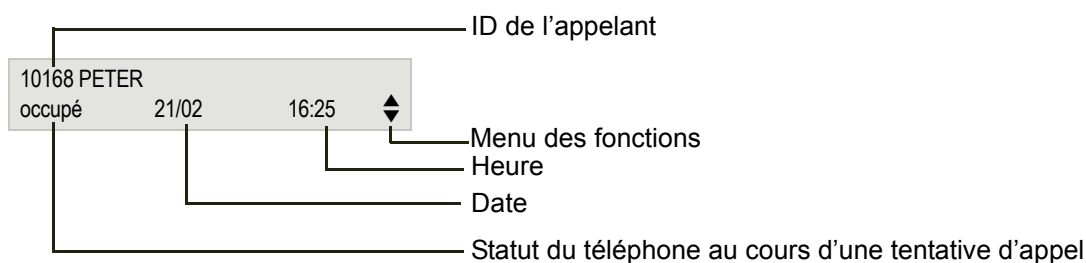 ID de l’appelant
10168 PETER
occupé 21/02 16:25
Menu des fonctions
Heure
Date
Statut du téléphone au cours d’une tentative d’appel